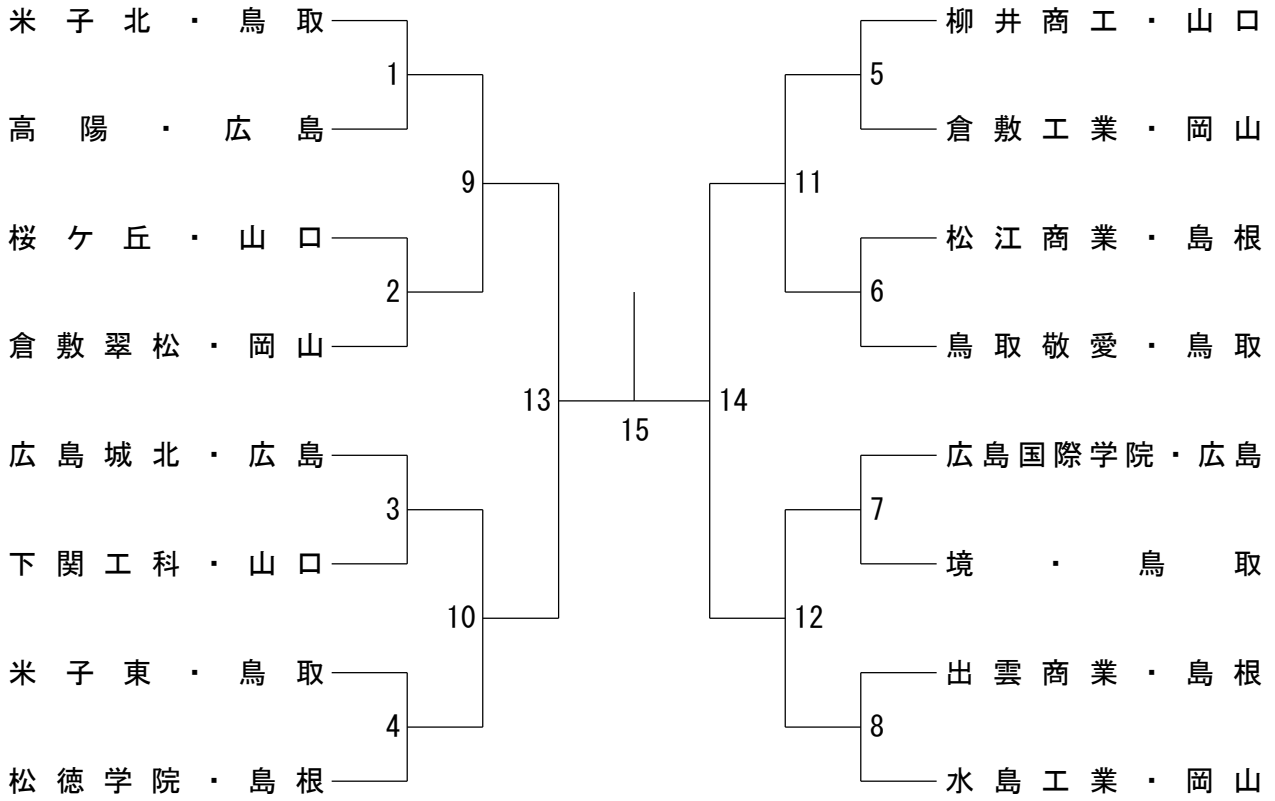 米子北・鳥取
1
高陽・広島
9
桜ケ丘・山口
2
倉敷翠松・岡山
13
広島城北・広島
3
下関工科・山口
10
米子東・鳥取
4
松徳学院・島根
15
柳井商工・山口
5
倉敷工業・岡山
11
松江商業・島根
6
鳥取敬愛・鳥取
14
広島国際学院・広島
7
境・鳥取
12
出雲商業・島根
8
水島工業・岡山